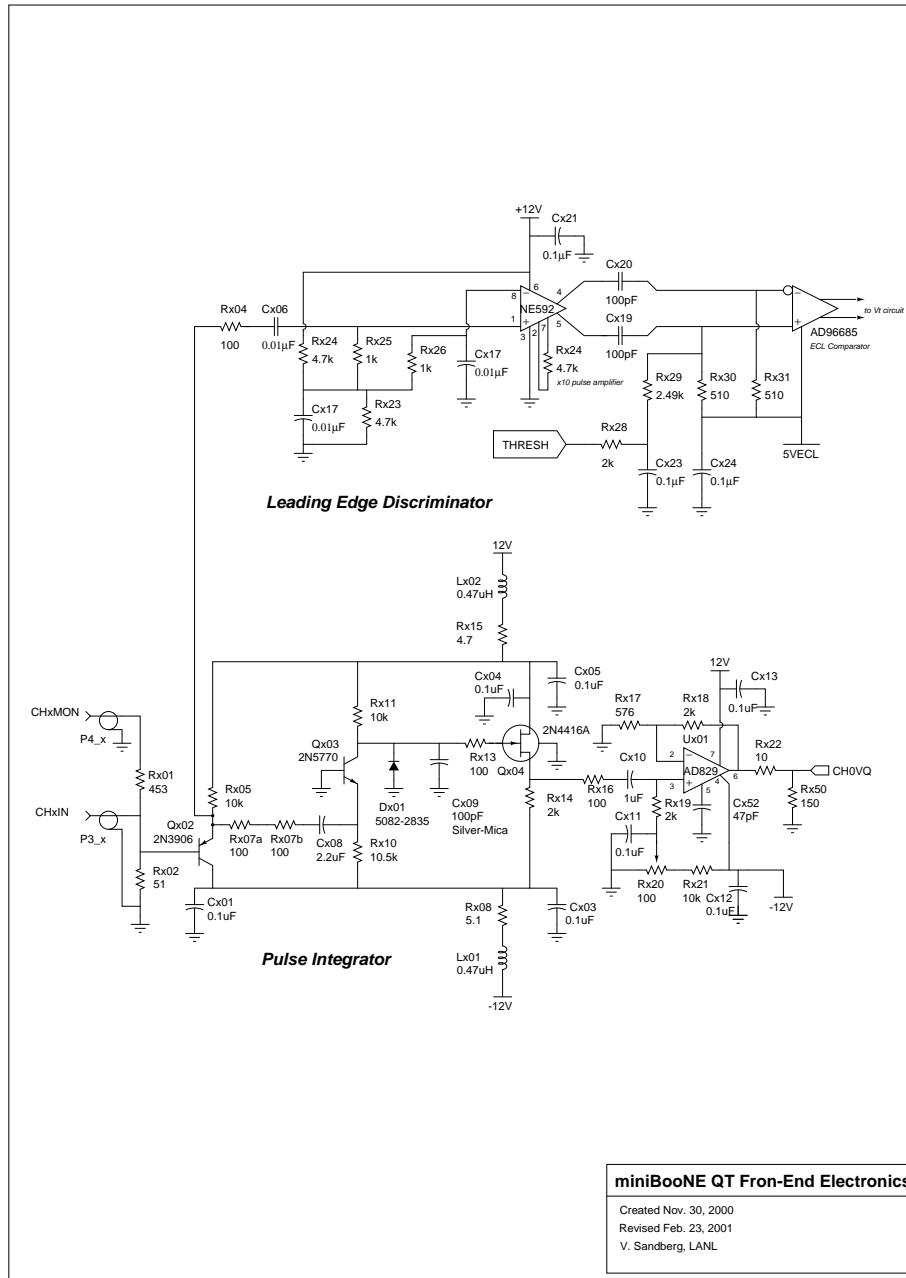 +12V
Cx21
0.1µF
Cx20
100pF
Cx19
100pF
6
8
4
NE592
1
5
3
2
7
Rx04
100
Cx06
0.01µF
Rx24
4.7k
Rx25
1k
Rx26
1k
Cx17
0.01µF
Rx24
4.7k
x10 pulse amplifier
to Vt circuit
AD96685
ECL Comparator
Rx29
2.49k
Rx30
510
Rx31
510
Cx17
0.01µF
Rx23
4.7k
THRESH
Rx28
2k
Cx23
0.1µF
Cx24
0.1µF
5VECL
Leading Edge Discriminator
12V
Lx02
0.47uH
Rx15
4.7
Cx04
0.1uF
Cx05
0.1uF
12V
Cx13
0.1uF
CHxMON
P4_x
Rx01
453
CHxIN
P3_x
Rx02
51
Rx05
10k
Qx02
2N3906
Rx07a
100
Rx07b
100
Cx08
2.2uF
Rx11
10k
Qx03
2N5770
Rx10
10.5k
Dx01
5082-2835
Cx09
100pF
Silver-Mica
Rx13
100
2N4416A
Qx04
Rx14
2k
Rx16
100
Cx10
1uF
Rx17
576
Rx18
2k
Ux01
2
7
AD829
3
5
4
6
Rx22
10
CH0VQ
Rx50
150
Cx52
47pF
Rx19
2k
Cx11
0.1uF
Rx20
100
Rx21
10k
Cx12
0.1uF
-12V
Cx01
0.1uF
Rx08
5.1
Cx03
0.1uF
Lx01
0.47uH
-12V
Pulse Integrator
miniBooNE QT Fron-End Electronics
Created Nov. 30, 2000
Revised Feb. 23, 2001
V. Sandberg, LANL